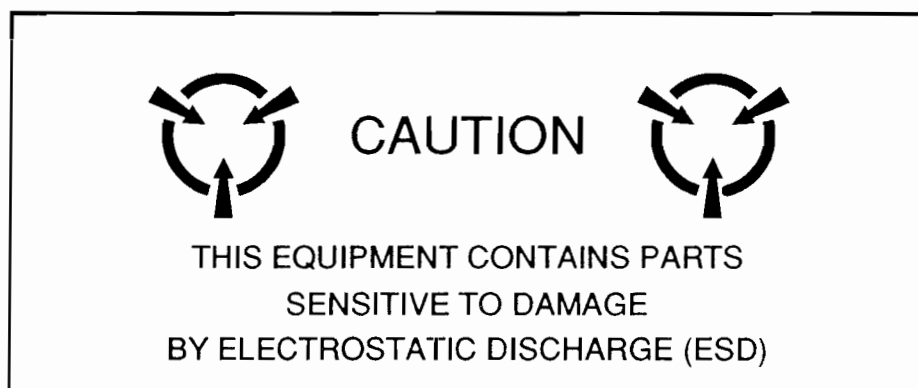 CAUTION
THIS EQUIPMENT CONTAINS PARTS
SENSITIVE TO DAMAGE
BY ELECTROSTATIC DISCHARGE (ESD)